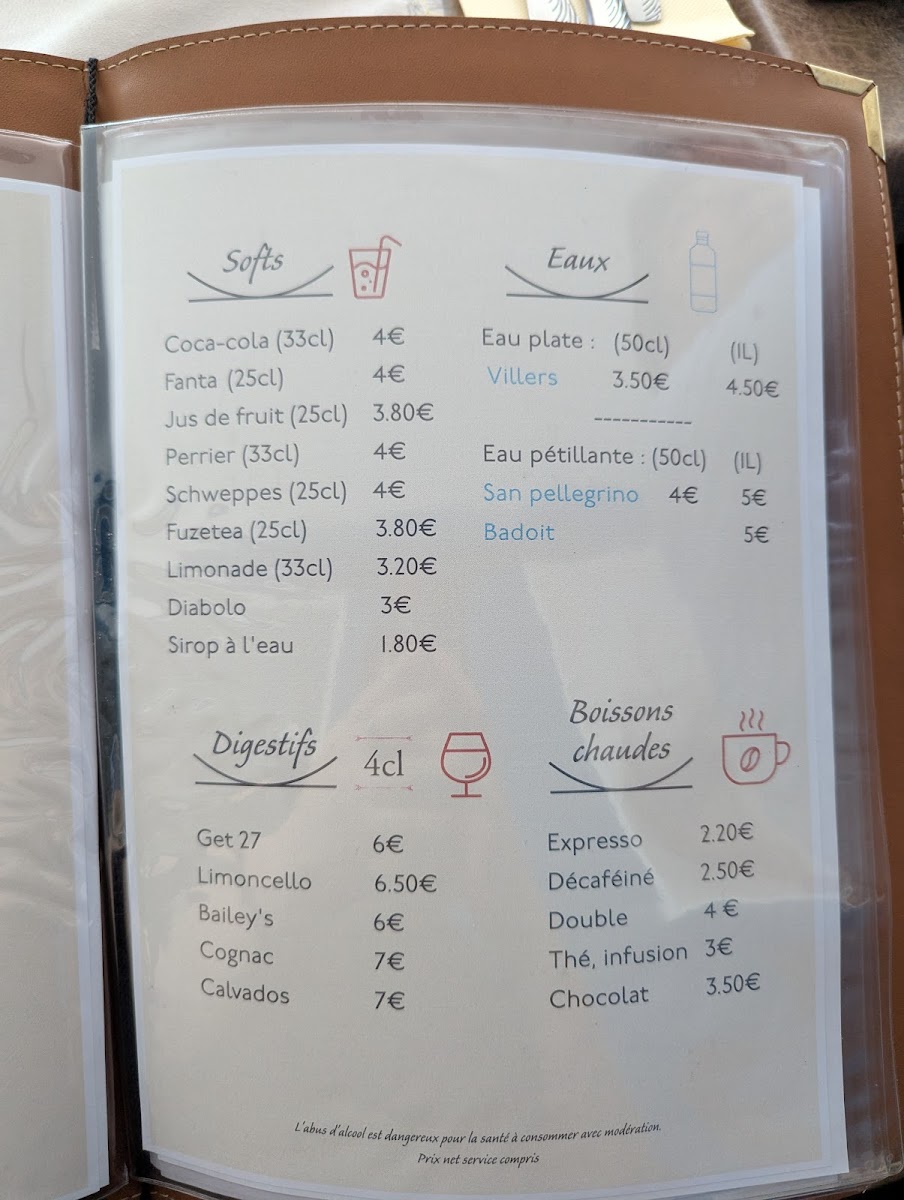 Softs
Coca-cola (33cl) 4€
Fanta (25cl) 4€
Jus de fruit (25cl) 3.80€
Perrier (33cl) 4€
Schweppes (25cl) 4€
Fuzetea (25cl) 3.80€
Limonade (33cl) 3.20€
Diabolo 3€
Sirop à l'eau 1.80€
Eaux
Eau plate : (50cl) (1L)
Villers 3.50€ 4.50€
-----------
Eau pétillante : (50cl) (1L)
San pellegrino 4€ 5€
Badoit 5€
Digestifs 4cl
Get 27 6€
Limoncello 6.50€
Bailey's 6€
Cognac 7€
Calvados 7€
Boissons
chaudes
Expresso 2.20€
Décaféiné 2.50€
Double 4 €
Thé, infusion 3€
Chocolat 3.50€
L'abus d'alcool est dangereux pour la santé à consommer avec modération.
Prix net service compris